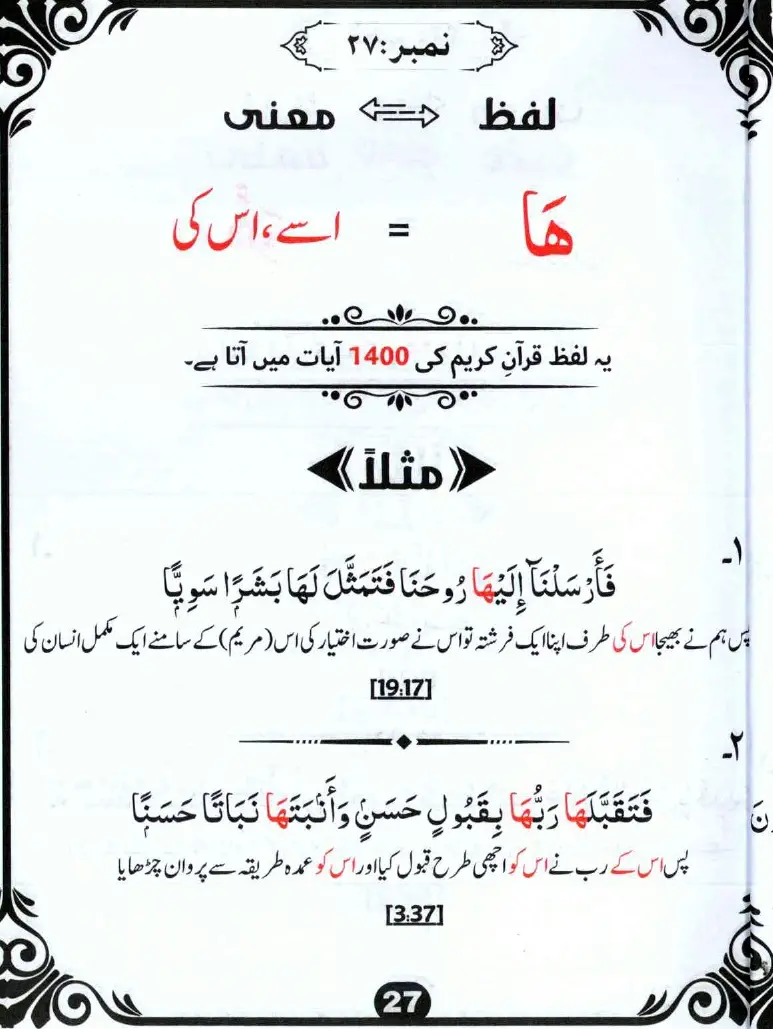 نمبر:۲۷
لفظ معنی
هَا = اسے، اس کی
یہ لفظ قرآنِ کریم کی 1400 آیات میں آتا ہے۔
مثلاً
۱۔
فَأَرْسَلْنَآ إِلَيْهَا رُوحَنَا فَتَمَثَّلَ لَهَا بَشَرًا سَوِيًّا
پس ہم نے بھیجا اس کی طرف اپنا ایک فرشتہ تو اس نے صورت اختیار کی اس (مریم) کے سامنے ایک مکمل انسان کی
[19:17]
۲۔
فَتَقَبَّلَهَا رَبُّهَا بِقَبُولٍ حَسَنٍ وَأَنۢبَتَهَا نَبَاتًا حَسَنًا
پس اس کے رب نے اس کو اچھی طرح قبول کیا اور اس کو عمدہ طریقہ سے پروان چڑھایا
[3:37]
27